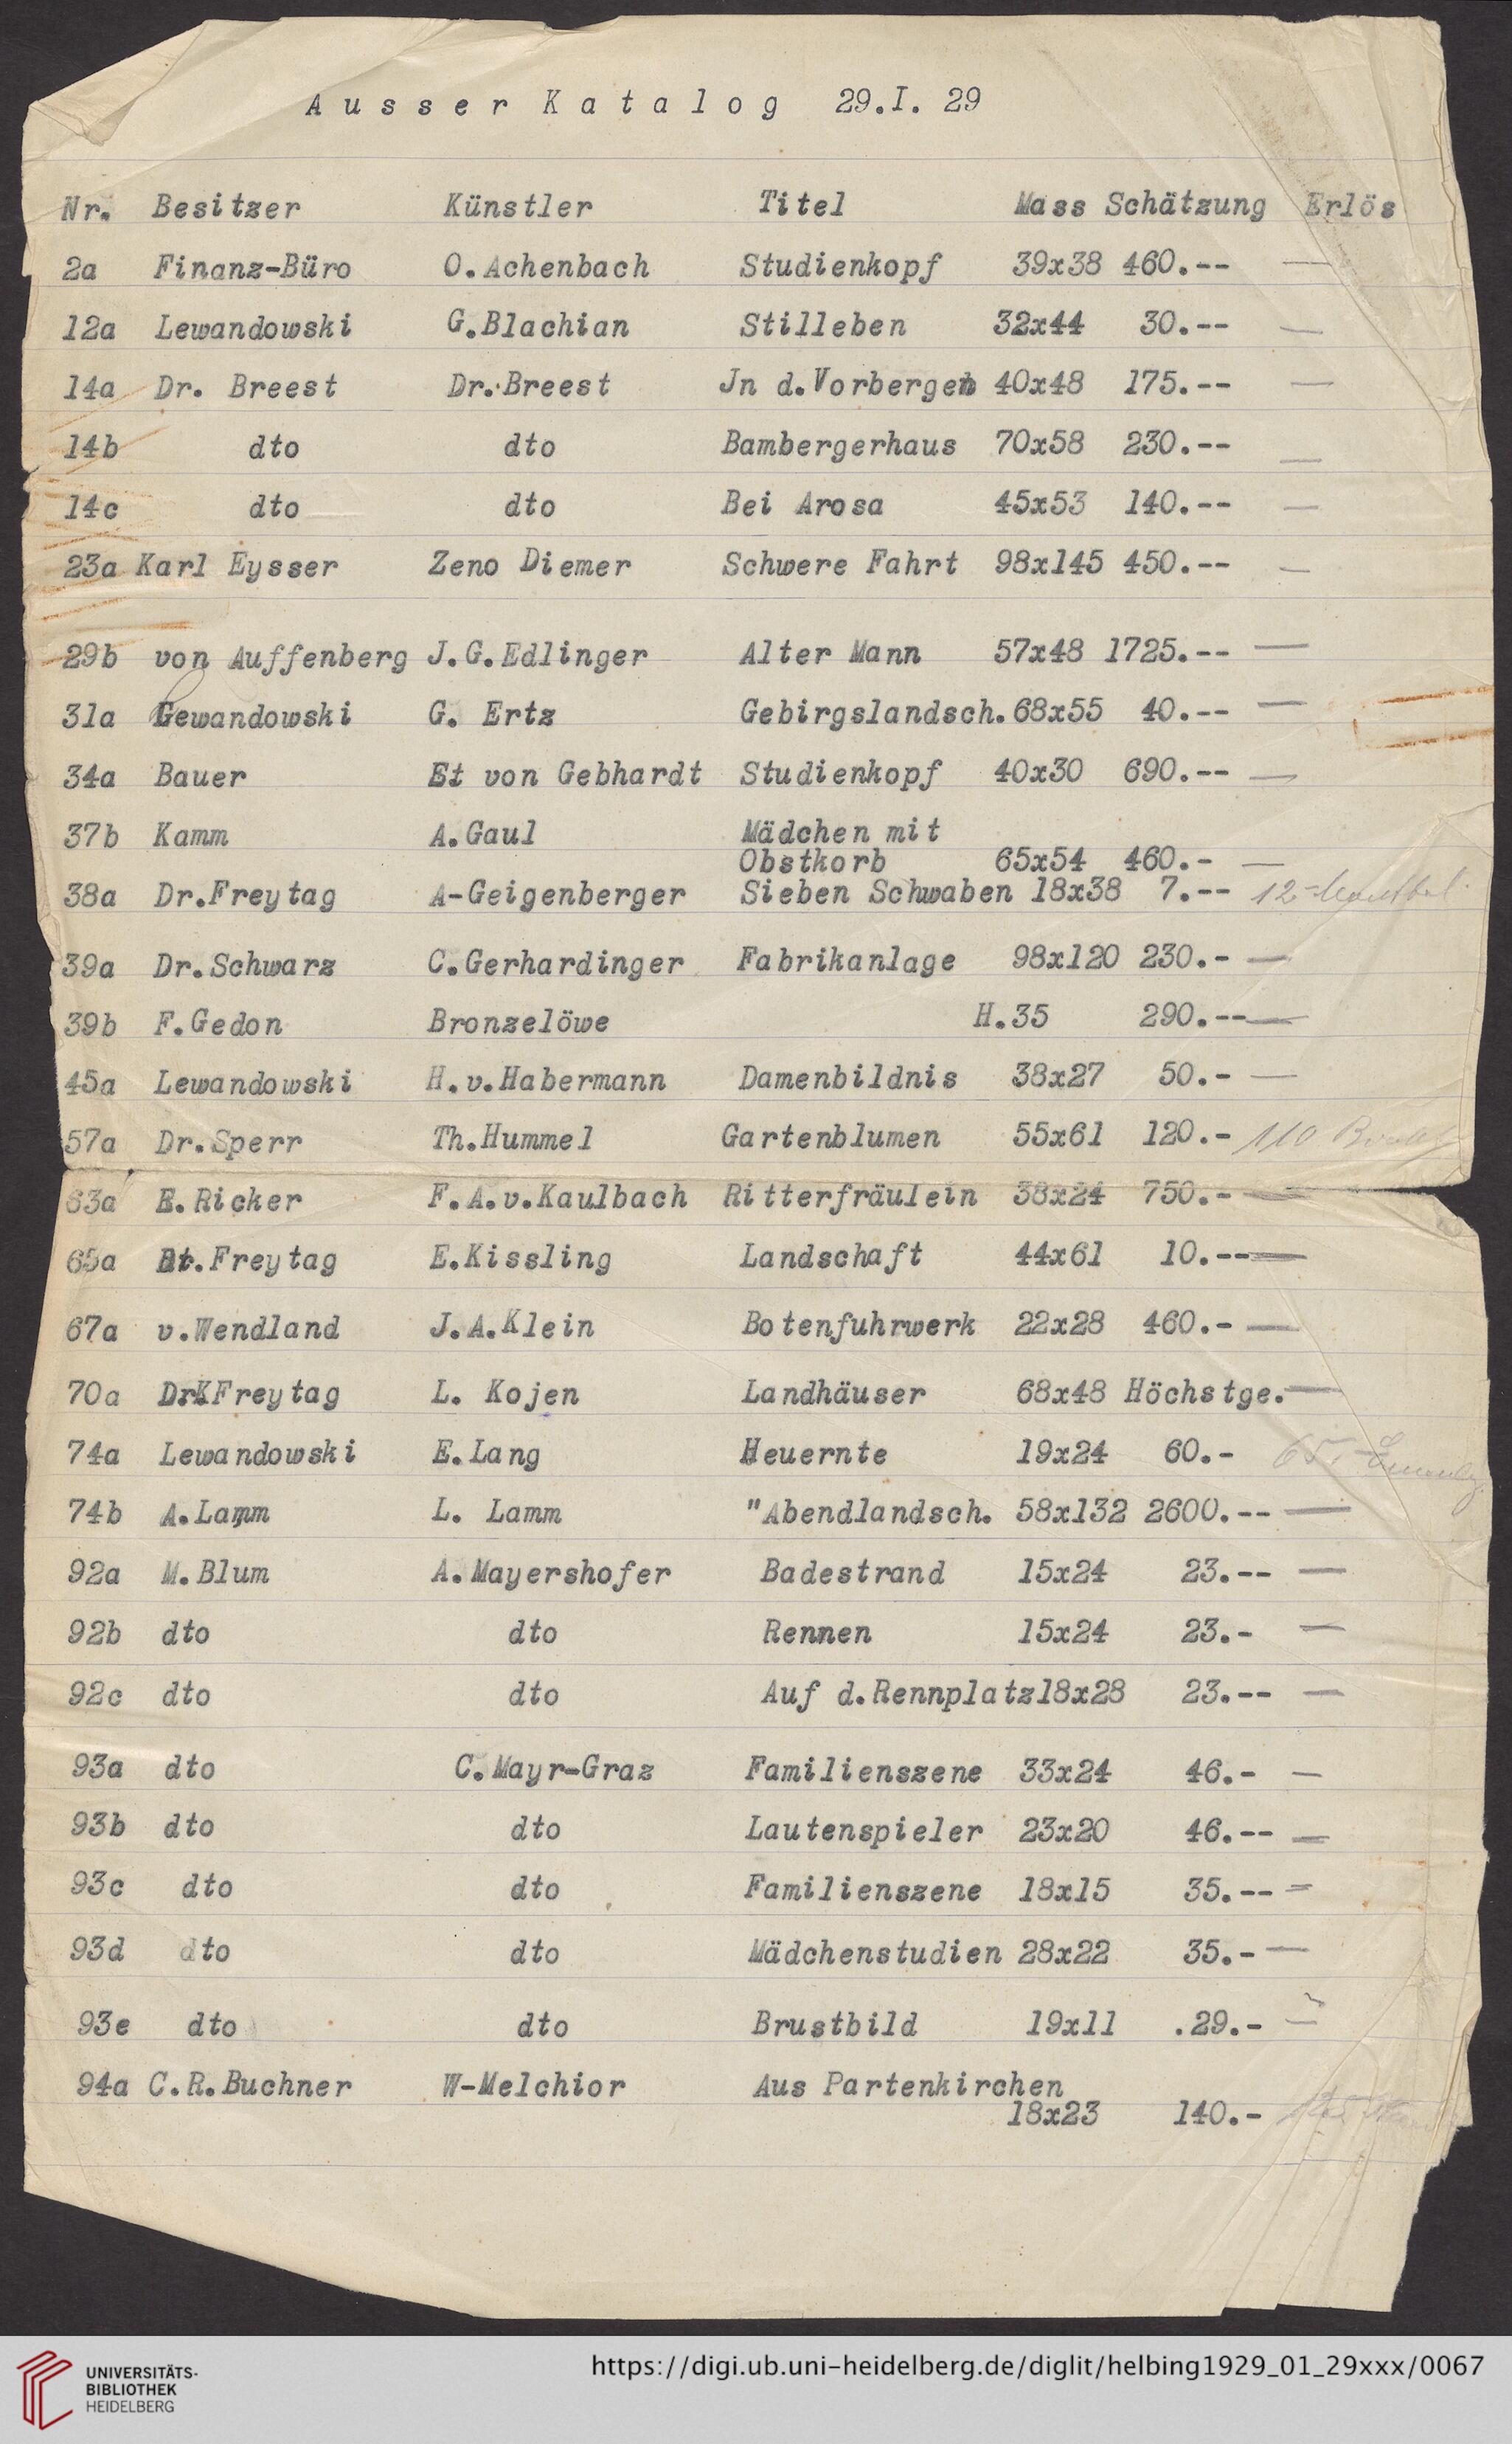 Ausser Katalog 29.I. 29
Nr. Besitzer Künstler Titel Mass Schätzung Erlös
2a Finanz-Büro O.Achenbach Studienkopf 39x38 460.-- —
12a Lewandowski G.Blachian Stilleben 32x44 30.-- —
14a Dr. Breest Dr.Breest Jn d.Vorbergen 40x48 175.-- —
14b dto dto Bambergerhaus 70x58 230.-- —
14c dto dto Bei Arosa 45x53 140.-- —
23a Karl Eysser Zeno Diemer Schwere Fahrt 98x145 450.-- —
29b von Auffenberg J.G.Edlinger Alter Mann 57x48 1725.-- —
31a Lewandowski G. Ertz Gebirgslandsch. 68x55 40.-- —
34a Bauer E. von Gebhardt Studienkopf 40x30 690.-- —
37b Kamm A.Gaul Mädchen mit
Obstkorb 65x54 460.- —
38a Dr.Freytag A-Geigenberger Sieben Schwaben 18x38 7.-- 12.-
39a Dr.Schwarz C.Gerhardinger Fabrikanlage 98x120 230.- —
39b F.Gedon Bronzelöwe H.35 290.-- —
45a Lewandowski H.v.Habermann Damenbildnis 38x27 50.- —
57a Dr.Sperr Th.Hummel Gartenblumen 55x61 120.- 110
63a E.Ricker F.A.v.Kaulbach Ritterfräulein 38x24 750.- —
65a Dr.Freytag E.Kissling Landschaft 44x61 10.-- —
67a v.Wendland J.A.Klein Botenfuhrwerk 22x28 460.- —
70a Dr.Freytag L. Kojen Landhäuser 68x48 Höchstge. —
74a Lewandowski E.Lang Heuernte 19x24 60.- 65.-
74b A.Lamm L. Lamm "Abendlandsch. 58x132 2600.-- —
92a M.Blum A.Mayershofer Badestrand 15x24 23.-- —
92b dto dto Rennen 15x24 23.- —
92c dto dto Auf d.Rennplatz 18x28 23.-- —
93a dto C.Mayr-Graz Familienszene 33x24 46.- —
93b dto dto Lautenspieler 23x20 46.-- —
93c dto dto Familienszene 18x15 35.-- —
93d dto dto Mädchenstudien 28x22 35.- —
93e dto dto Brustbild 19x11 .29.- —
94a C.R.Buchner W-Melchior Aus Partenkirchen
18x23 140.-
UNIVERSITÄTS-
BIBLIOTHEK
HEIDELBERG
https://digi.ub.uni-heidelberg.de/diglit/helbing1929_01_29xxx/0067